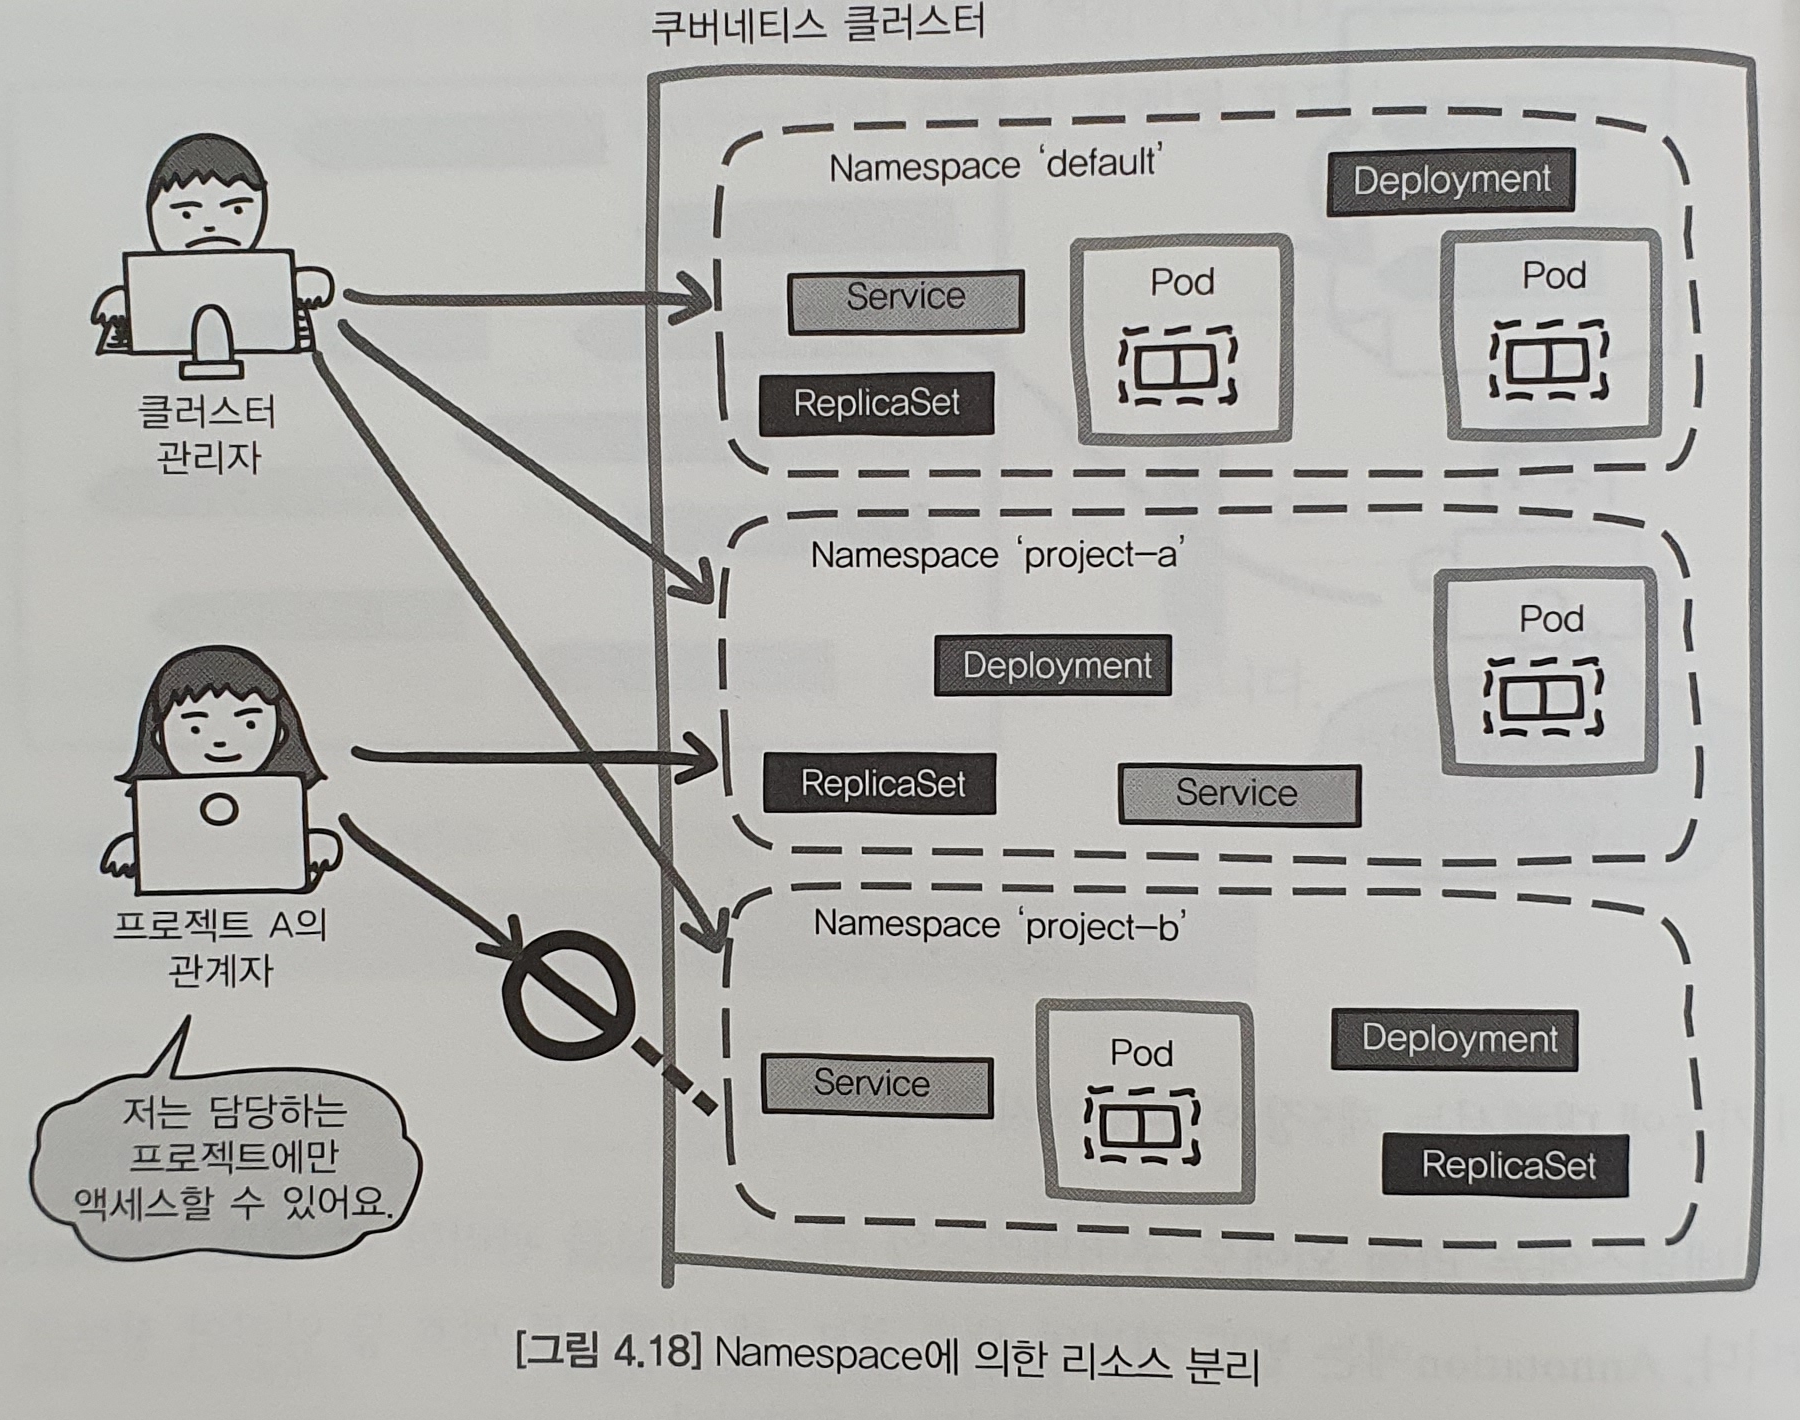 쿠버네티스 클러스터
Namespace ‘default’
Deployment
Service
Pod
Pod
ReplicaSet
클러스터
관리자
Namespace ‘project–a’
Pod
Deployment
ReplicaSet
Service
프로젝트 A의
관계자
Namespace ‘project–b’
Service
Pod
Deployment
ReplicaSet
저는 담당하는
프로젝트에만
액세스할 수 있어요.
[그림 4.18] Namespace에 의한 리소스 분리